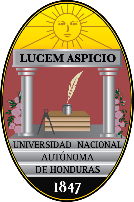 LUCEM ASPICIO
UNIVERSIDAD NACIONAL
AUTÓNOMA
DE HONDURAS
1847